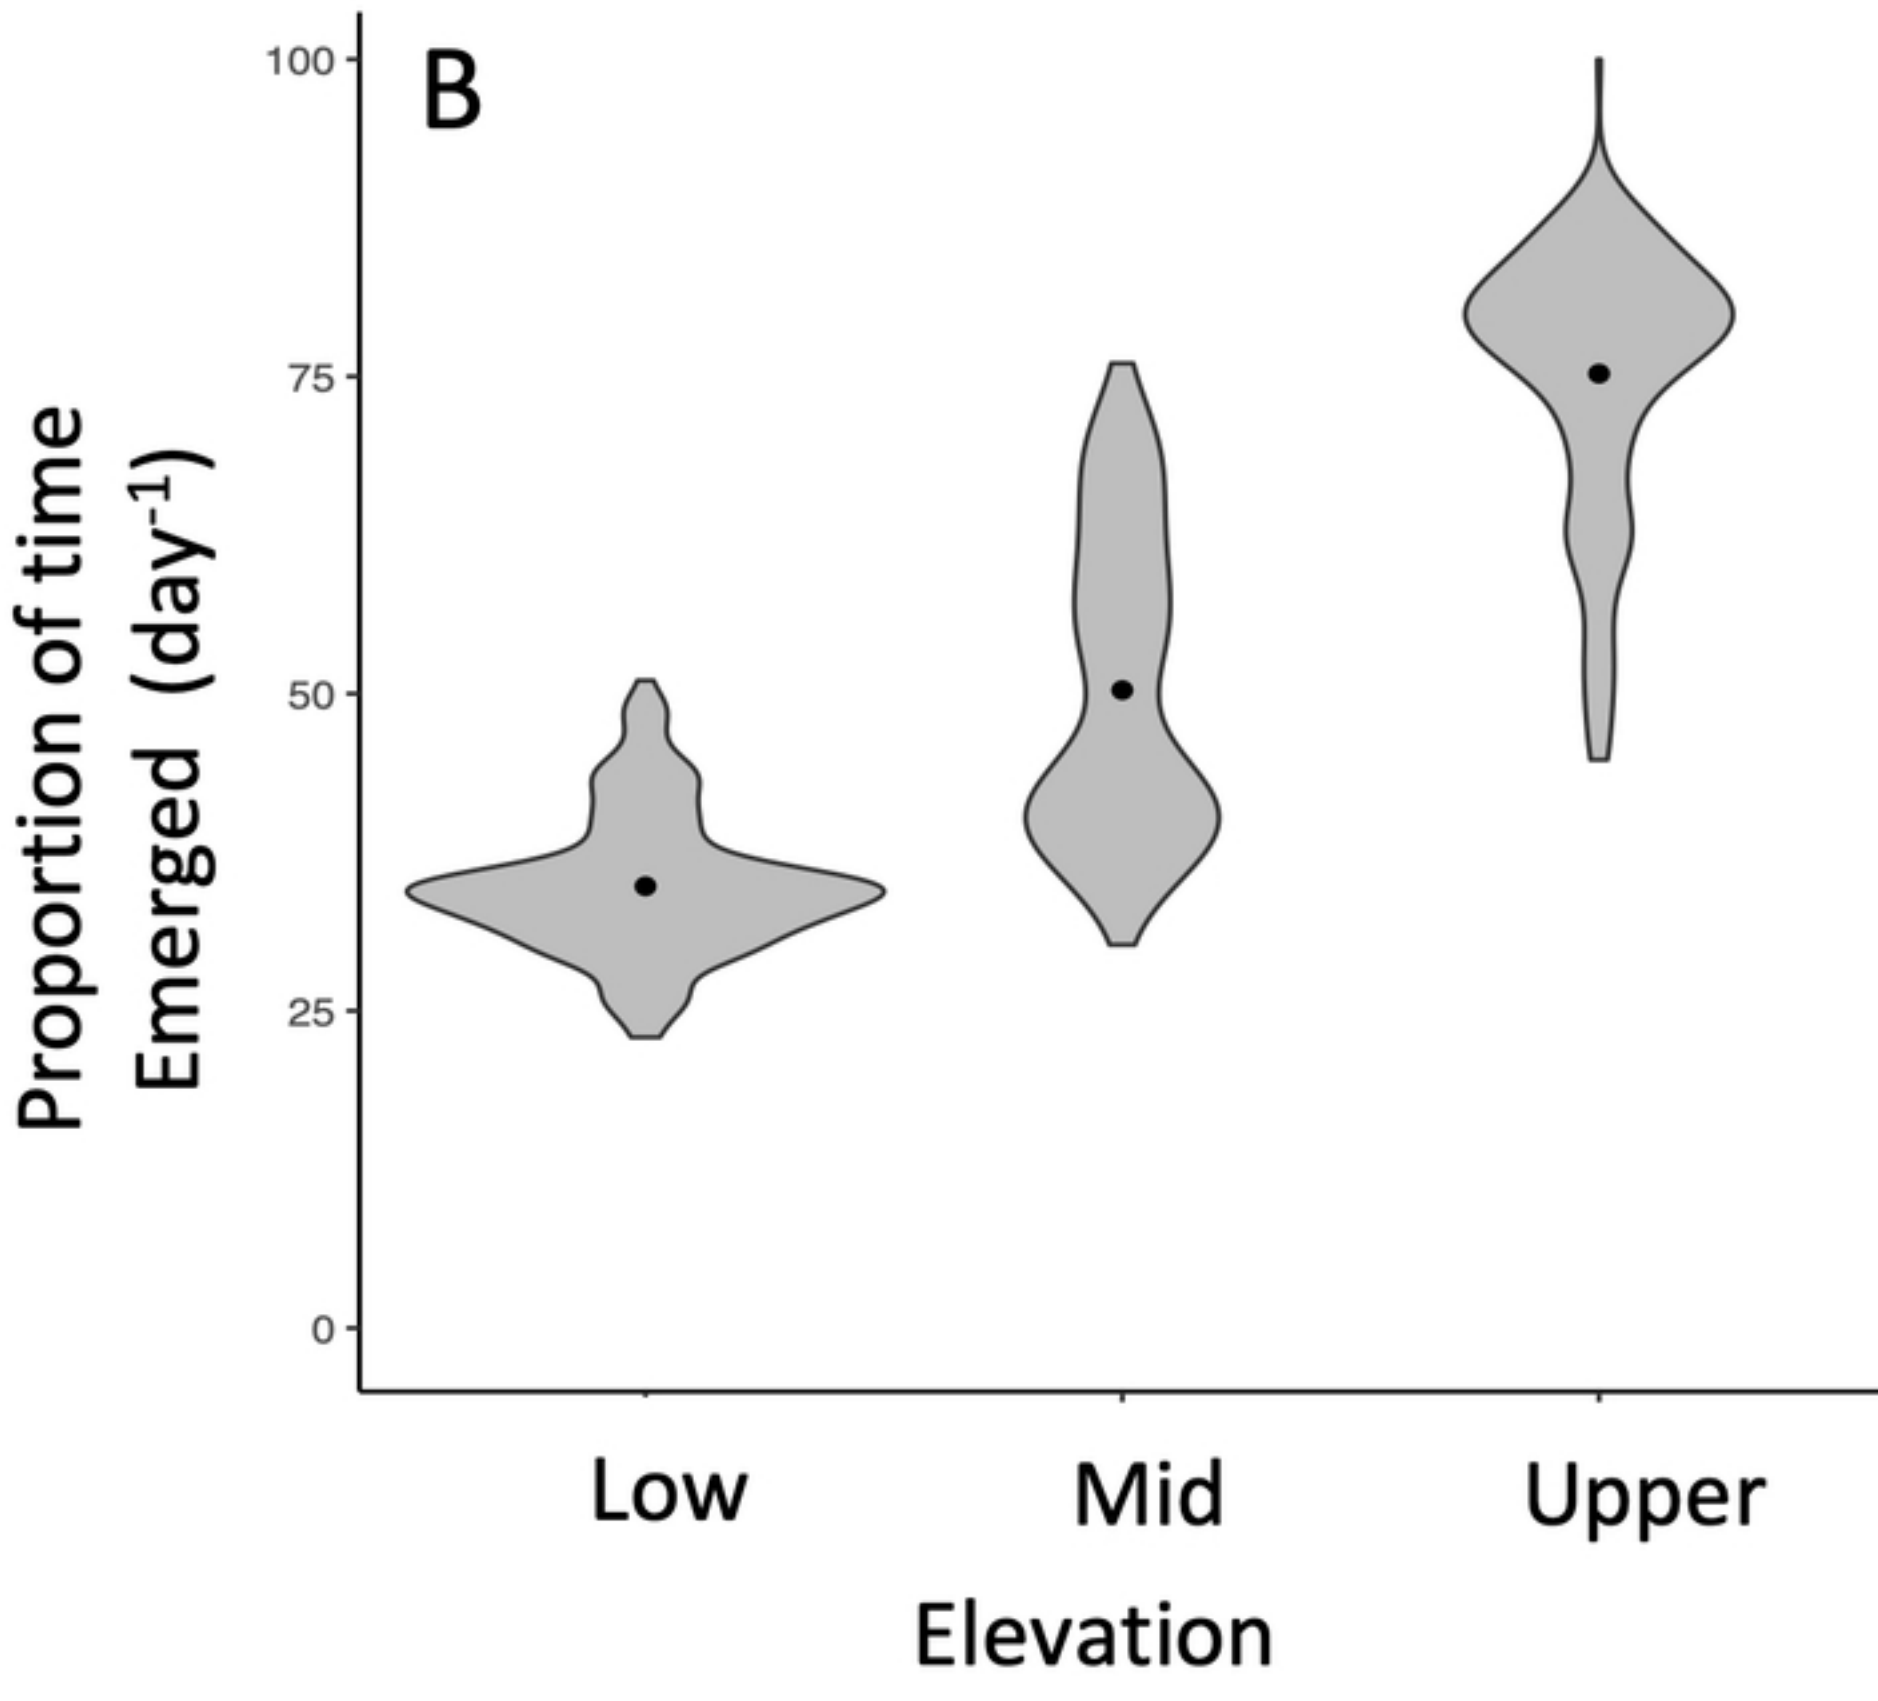 B
Proportion of time
Emerged (day-1)
100
75
50
25
0
Low Mid Upper
Elevation